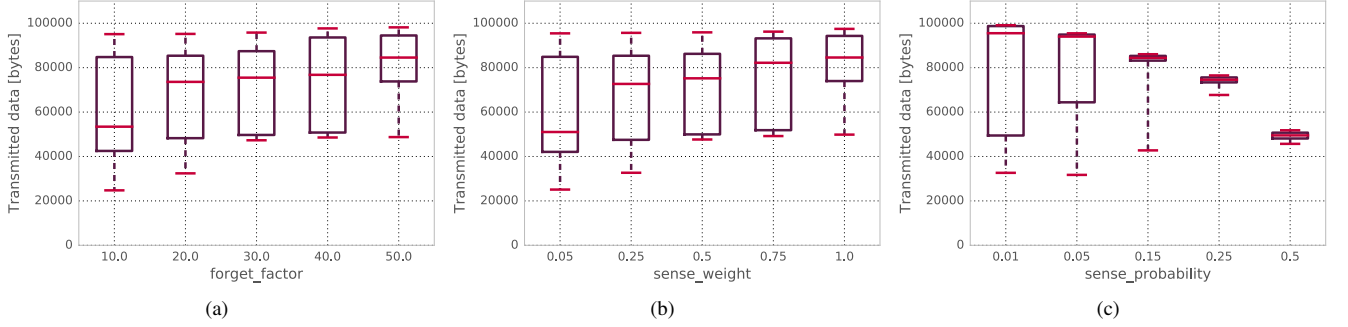 100000
80000
60000
40000
20000
0
Transmitted data [bytes]
10.0 20.0 30.0 40.0 50.0
forget_factor
(a)
100000
80000
60000
40000
20000
0
Transmitted data [bytes]
0.05 0.25 0.5 0.75 1.0
sense_weight
(b)
100000
80000
60000
40000
20000
0
Transmitted data [bytes]
0.01 0.05 0.15 0.25 0.5
sense_probability
(c)